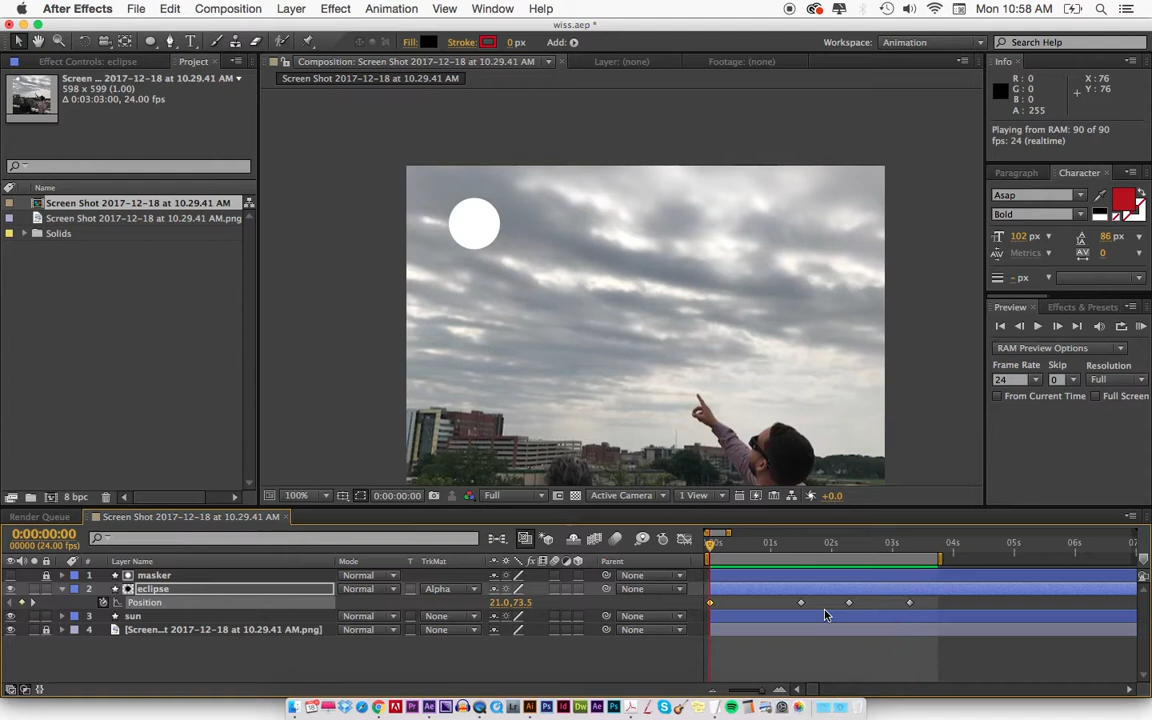 After Effects File Edit Composition Layer Effect Animation View Window Help Mon 10:58 AM
wiss.aep *
Fill: Stroke: 0 px Add: Workspace: Animation Search Help
Effect Controls: eclipse Project Composition: Screen Shot 2017-12-18 at 10.29.41 AM Layer: (none) Footage: (none) Info
Screen ... 2017-12-18 at 10.29.41 AM
598 x 599 (1.00)
Δ 0:03:03:00, 24.00 fps
Screen Shot 2017-12-18 at 10.29.41 AM
R: 0 X: 76
G: 0 Y: 76
B: 0
A: 255
Playing from RAM: 90 of 90
fps: 24 (realtime)
Paragraph Character
Name
Screen Shot 2017-12-18 at 10.29.41 AM
Screen Shot 2017-12-18 at 10.29.41 AM.png
Solids
Asap
Bold
102 px 86 px
Metrics 0
- px
Preview Effects & Presets
RAM Preview Options
Frame Rate Skip Resolution
24 0 Full
From Current Time Full Screen
8 bpc 100% 0:00:00:00 Full Active Camera 1 View +0.0
Render Queue Screen Shot 2017-12-18 at 10.29.41 AM
0:00:00:00
00000 (24.00 fps)
01s 02s 03s 04s 05s 06s 07
# Layer Name Mode T TrkMat Parent
1 masker Normal None
2 eclipse Normal Alpha None
Position 21.0,73.5
3 sun Normal None None
4 [Screen...t 2017-12-18 at 10.29.41 AM.png] Normal None None